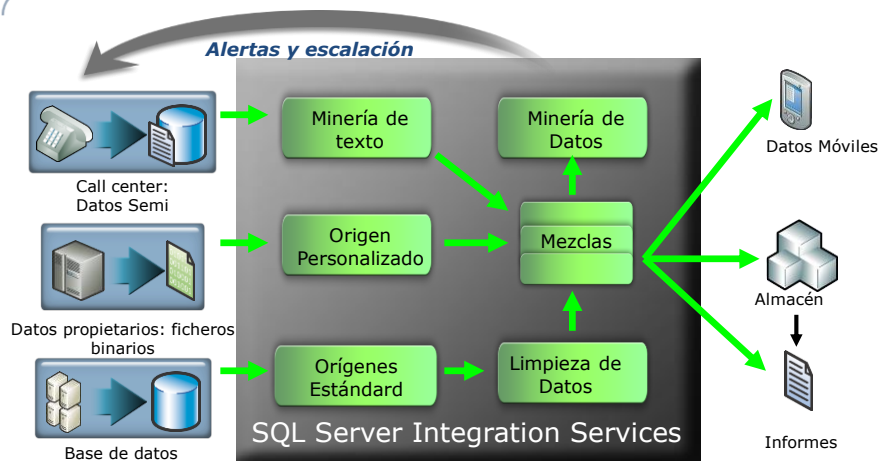 Alertas y escalación
Minería de
texto
Minería de
Datos
Datos Móviles
Call center:
Datos Semi
Origen
Personalizado
Mezclas
Almacén
Datos propietarios: ficheros
binarios
Orígenes
Estándard
Limpieza de
Datos
SQL Server Integration Services
Informes
Base de datos